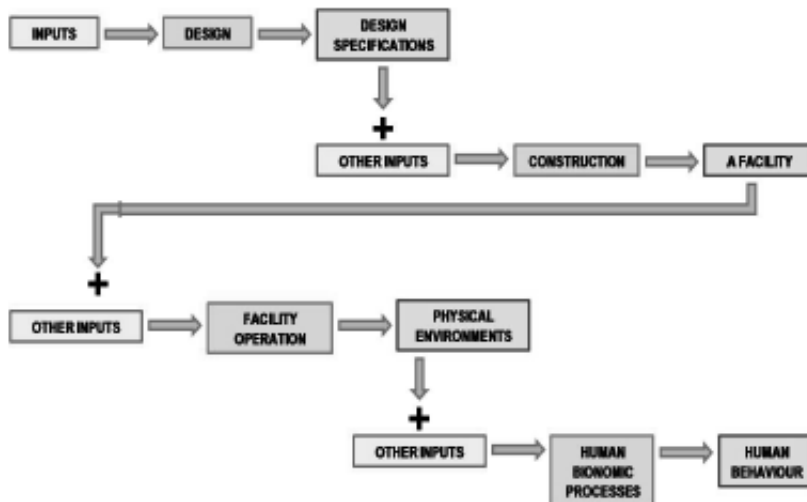 INPUTS
DESIGN
DESIGN
SPECIFICATIONS
+
OTHER INPUTS
CONSTRUCTION
A FACILITY
+
OTHER INPUTS
FACILITY
OPERATION
PHYSICAL
ENVIRONMENTS
+
OTHER INPUTS
HUMAN
BIONOMIC
PROCESSES
HUMAN
BEHAVIOUR